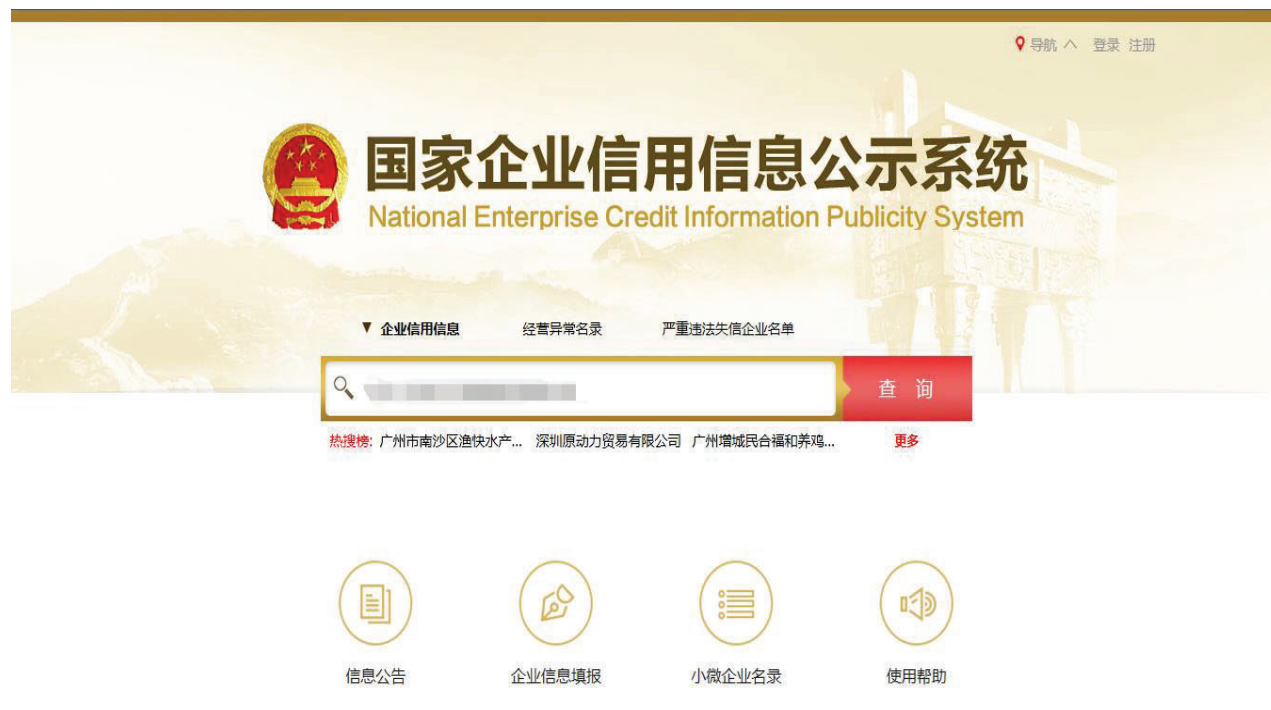 导航 登录 注册
国家企业信用信息公示系统
National Enterprise Credit Information Publicity System
企业信用信息 经营异常名录 严重违法失信企业名单
查 询
热搜榜: 广州市南沙区渔快水产... 深圳原动力贸易有限公司 广州增城民合福和养鸡... 更多
信息公告 企业信息填报 小微企业名录 使用帮助